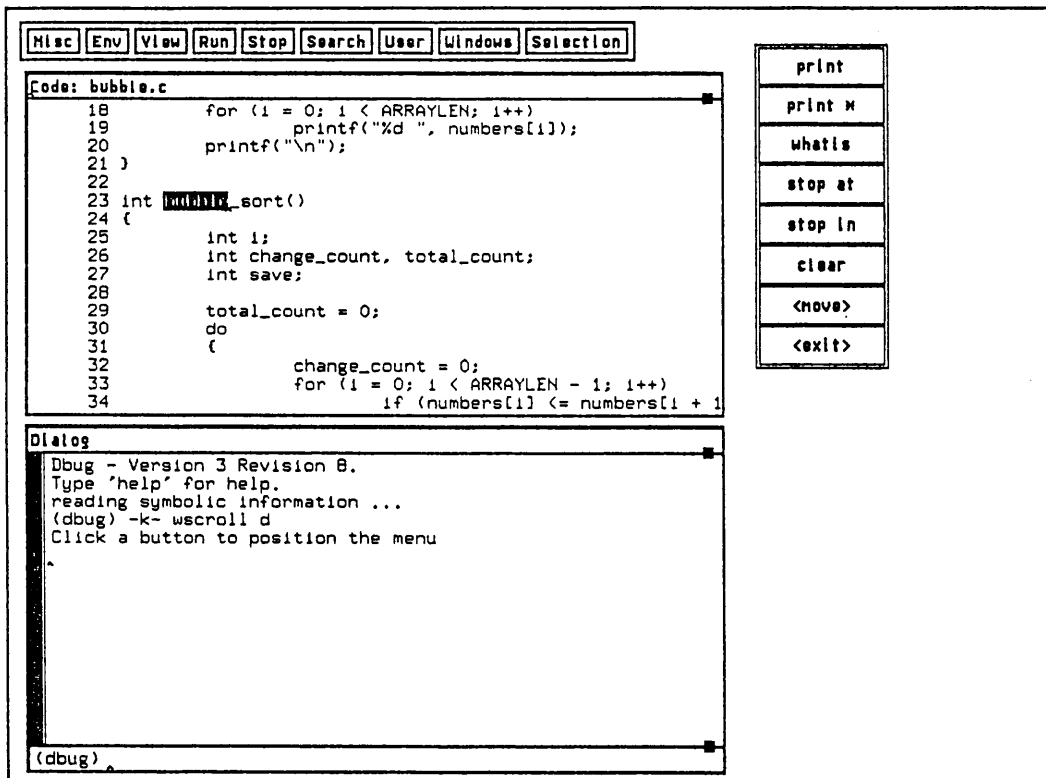 Misc Env View Run Stop Search User Windows Selection
Code: bubble.c
18 for (i = 0; i < ARRAYLEN; i++)
19 printf("%d ", numbers[i]);
20 printf("\n");
21 }
22
23 int bubble_sort()
24 {
25 int i;
26 int change_count, total_count;
27 int save;
28
29 total_count = 0;
30 do
31 {
32 change_count = 0;
33 for (i = 0; i < ARRAYLEN - 1; i++)
34 if (numbers[i] <= numbers[i + 1
Dialog
Dbug - Version 3 Revision 8.
Type 'help' for help.
reading symbolic information ...
(dbug) -k- wscroll d
Click a button to position the menu
(dbug)
print
print *
whatis
stop at
stop in
clear
<move>
<exit>